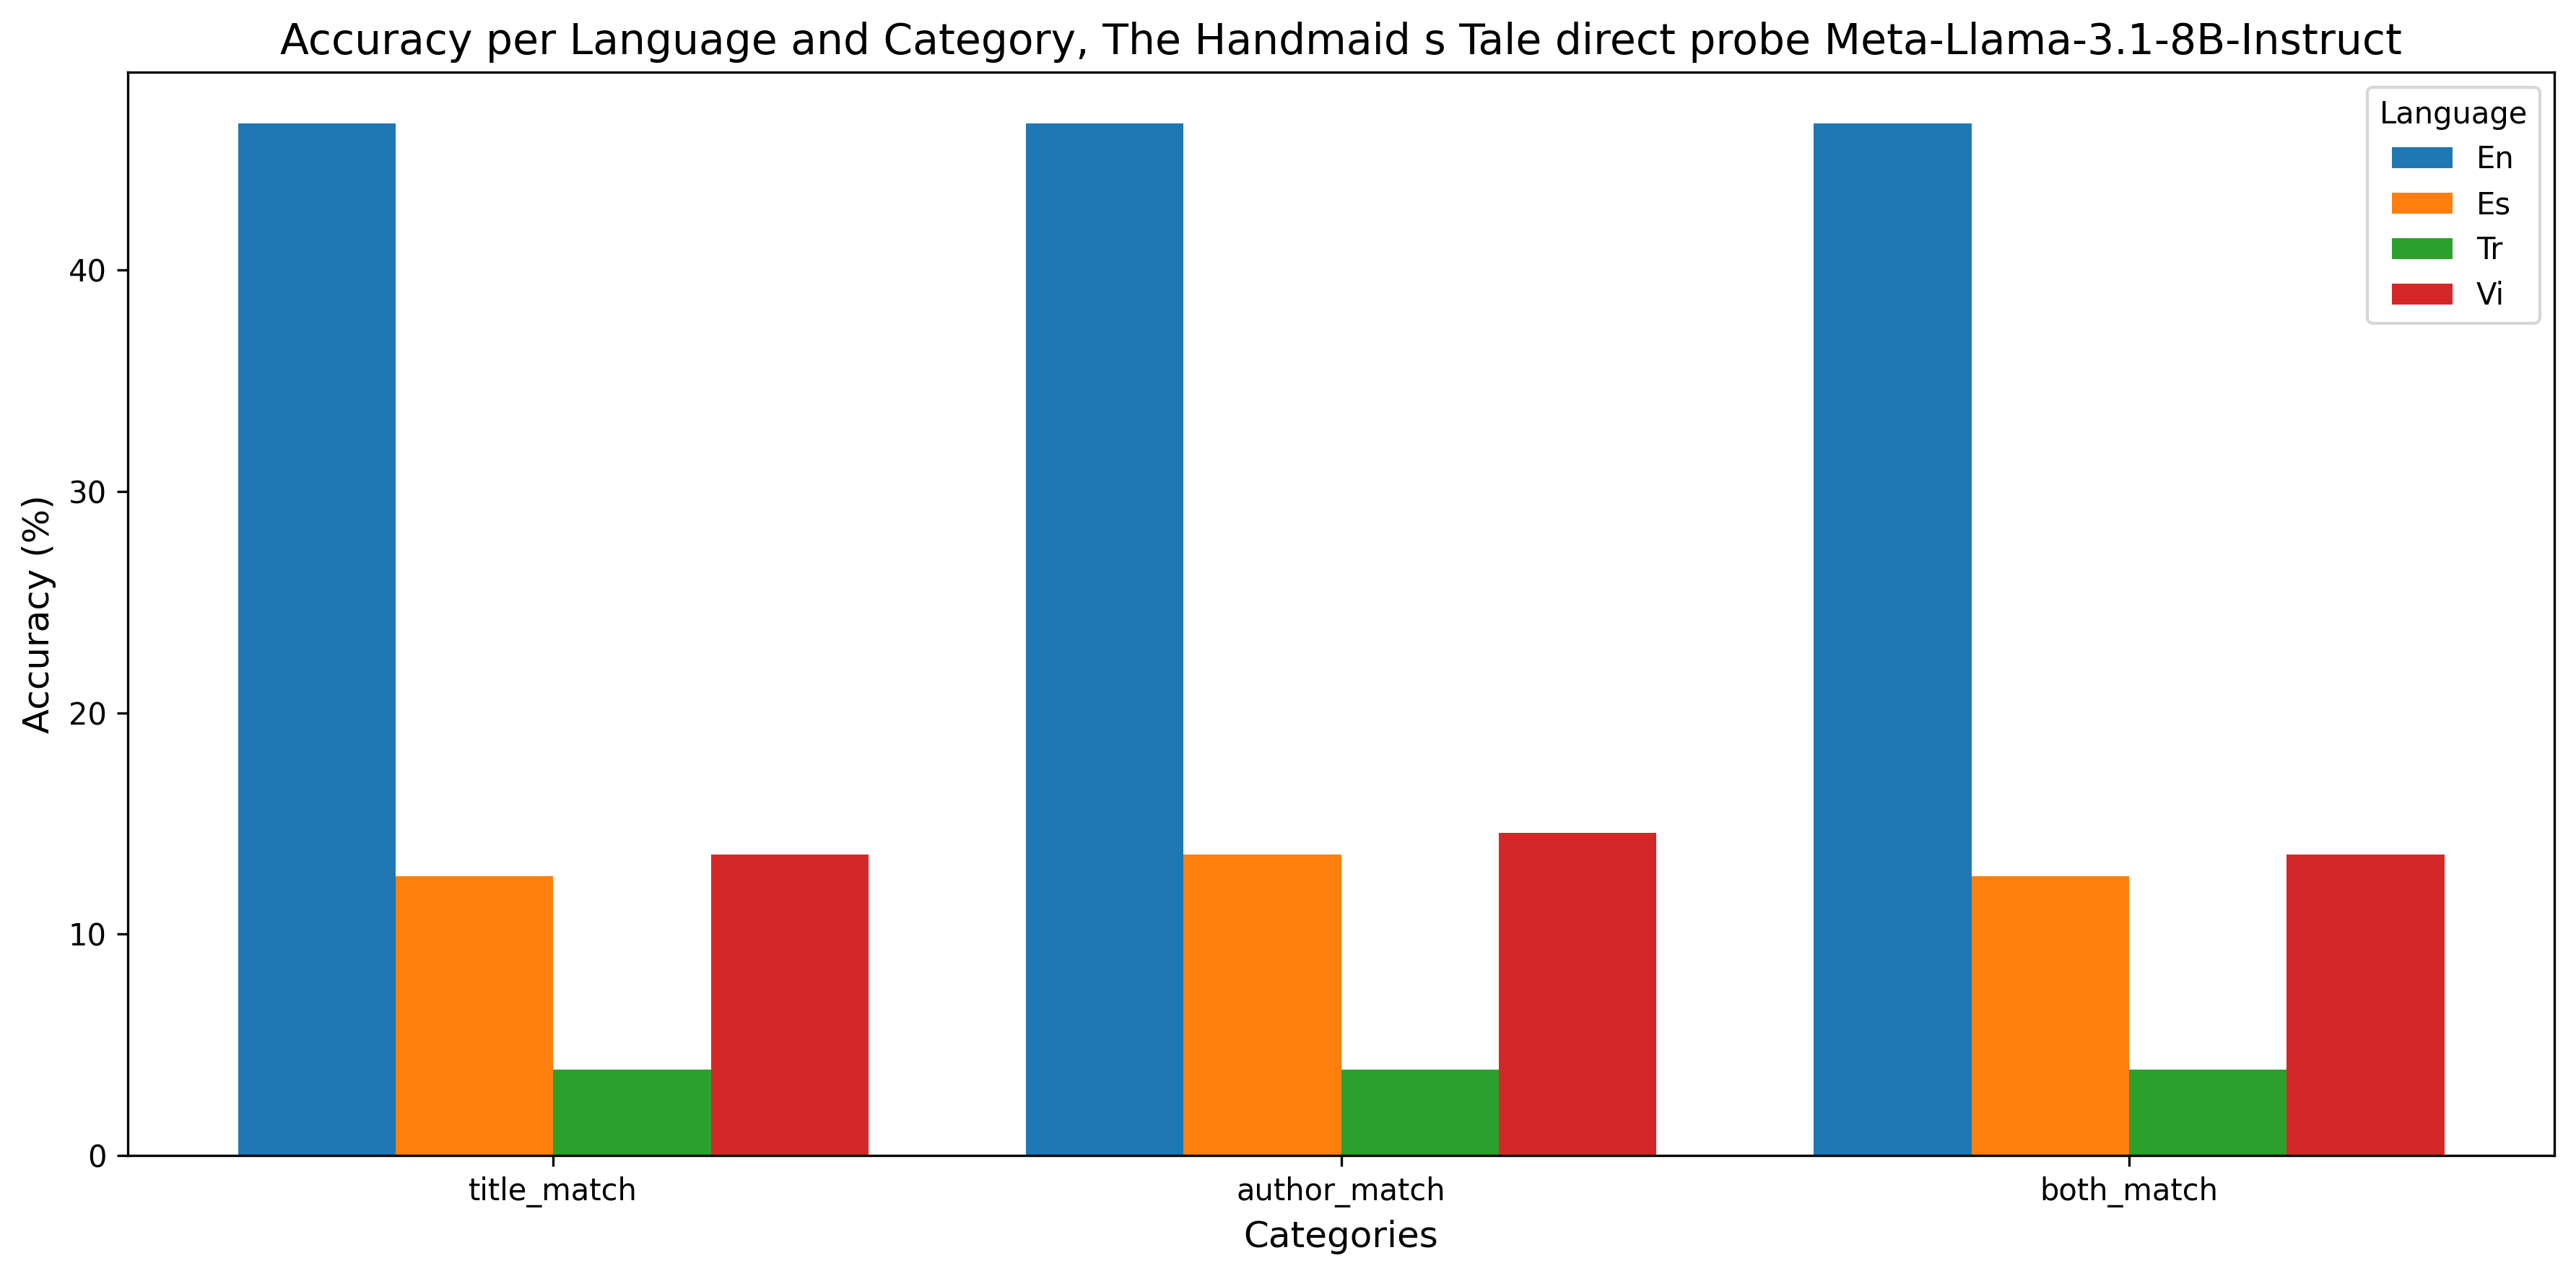 Accuracy per Language and Category, The Handmaid s Tale direct probe Meta-Llama-3.1-8B-Instruct
Language
En
Es
Tr
Vi
Accuracy (%)
40
30
20
10
0
title_match
author_match
both_match
Categories